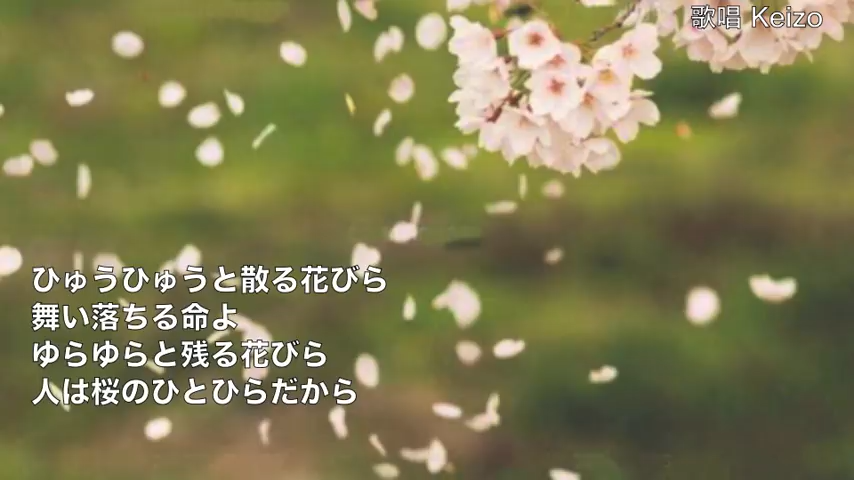 歌唱 Keizo
ひゅうひゅうと散る花びら
舞い落ちる命よ
ゆらゆらと残る花びら
人は桜のひとひらだから